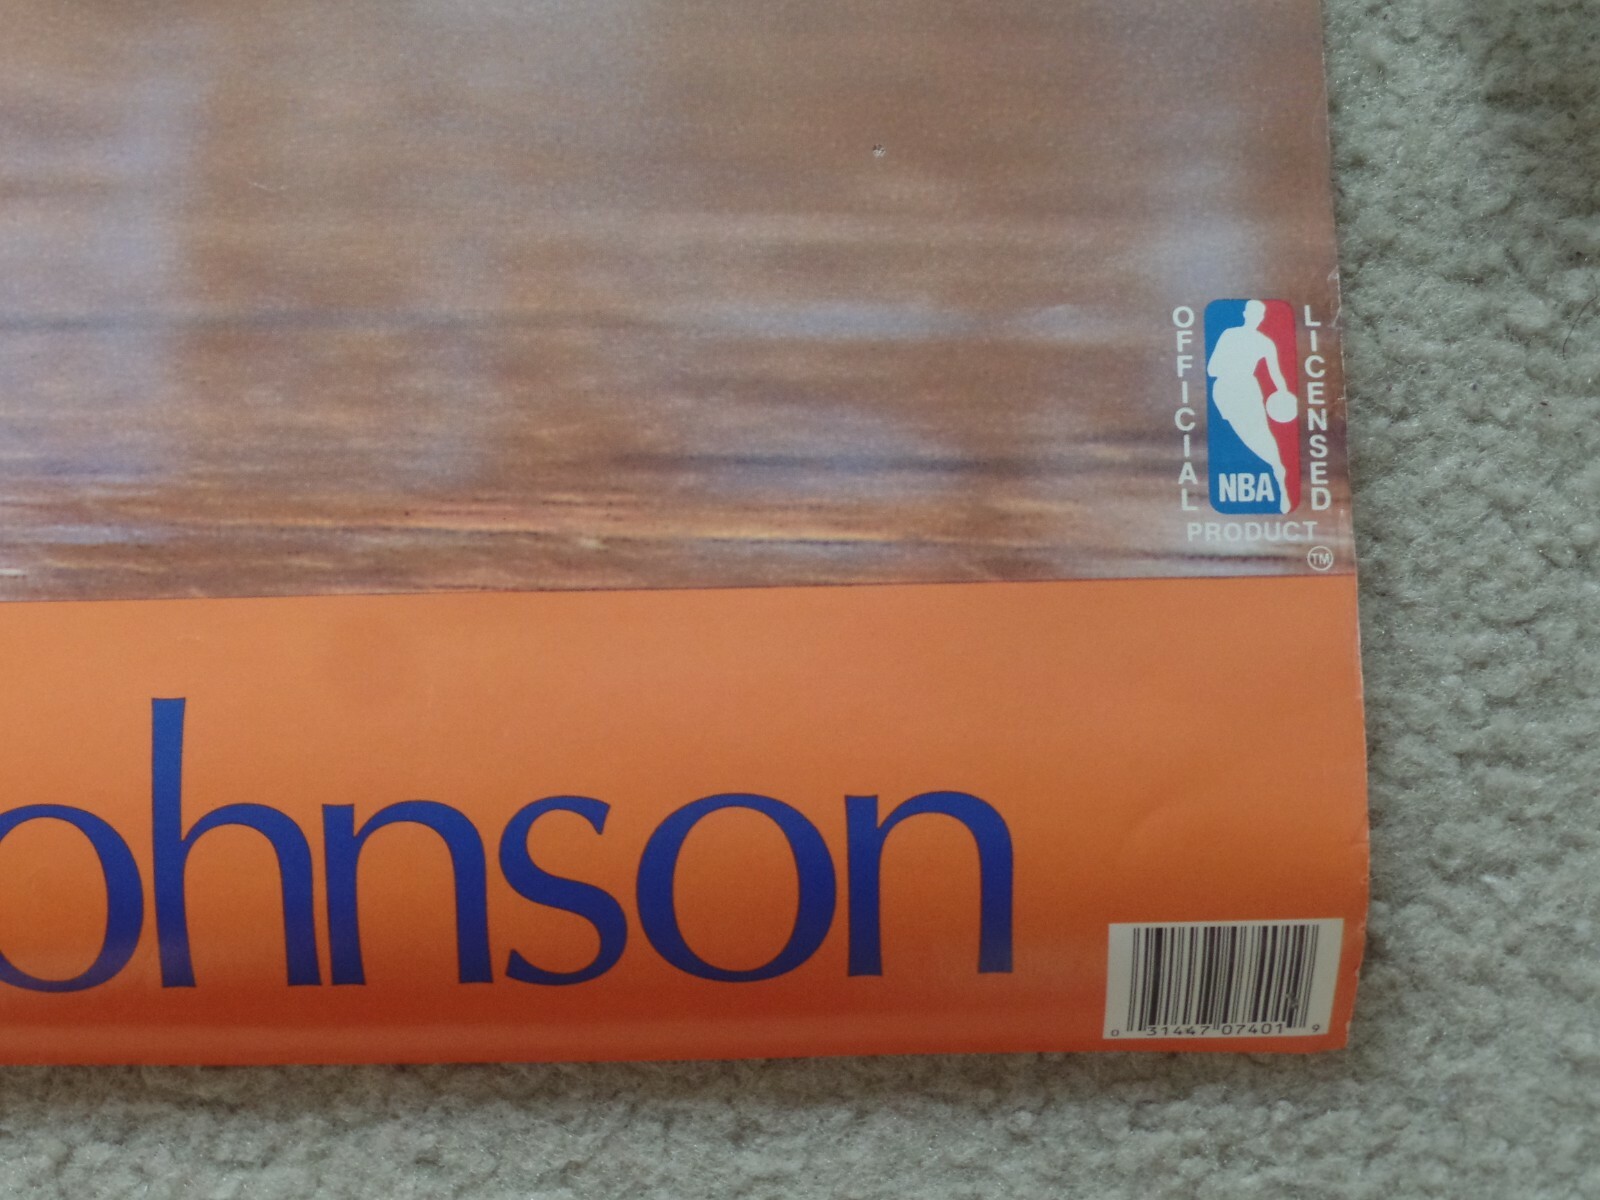 OFFICIAL
LICENSED
NBA
PRODUCT
TM
ohnson
0 31447 07401 9